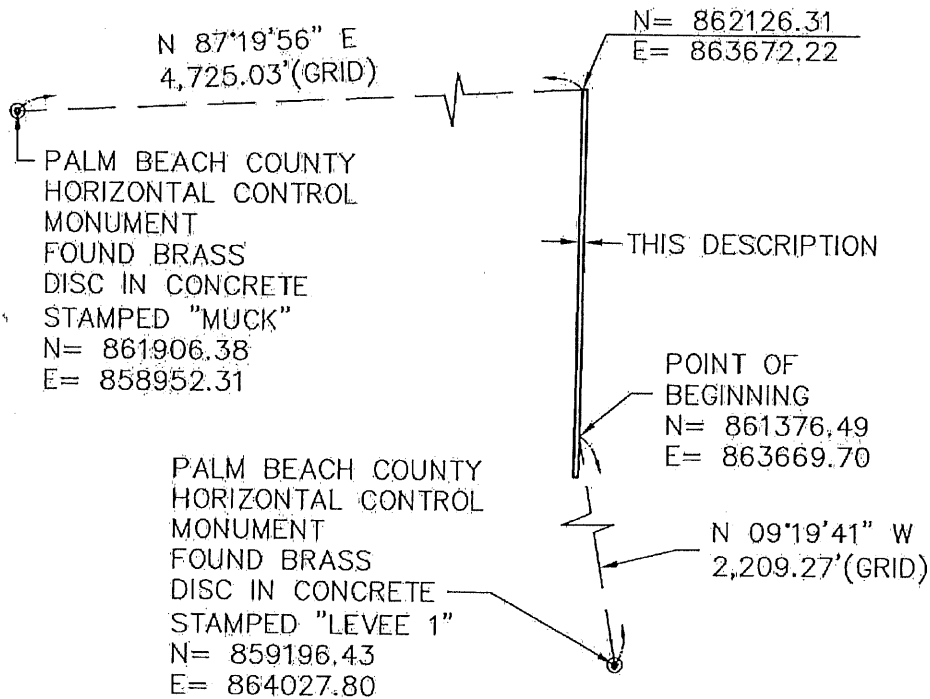 N 87°19'56" E
4,725.03'(GRID)
N= 862126.31
E= 863672.22
PALM BEACH COUNTY
HORIZONTAL CONTROL
MONUMENT
FOUND BRASS
DISC IN CONCRETE
STAMPED "MUCK"
N= 861906.38
E= 858952.31
THIS DESCRIPTION
POINT OF
BEGINNING
N= 861376.49
E= 863669.70
PALM BEACH COUNTY
HORIZONTAL CONTROL
MONUMENT
FOUND BRASS
DISC IN CONCRETE
STAMPED "LEVEE 1"
N= 859196.43
E= 864027.80
N 09°19'41" W
2,209.27'(GRID)